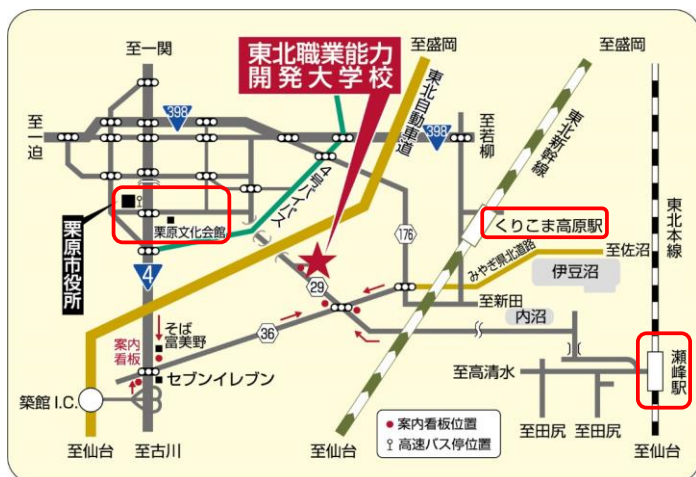 至一関
東北職業能力
開発大学校
至盛岡
至盛岡
398
至一迫
4号バイパス
東北自動車道
398
至若柳
東北新幹線
東北本線
栗原市役所
栗原文化会館
176
くりこま高原駅
みやぎ県北道路
至佐沼
伊豆沼
4
29
至新田
内沼
そば
富美野
案内
看板
36
セブンイレブン
瀬峰駅
至高清水
築館I.C.
案内看板位置
高速バス停位置
至田尻
至田尻
至仙台
至古川
至仙台
至仙台